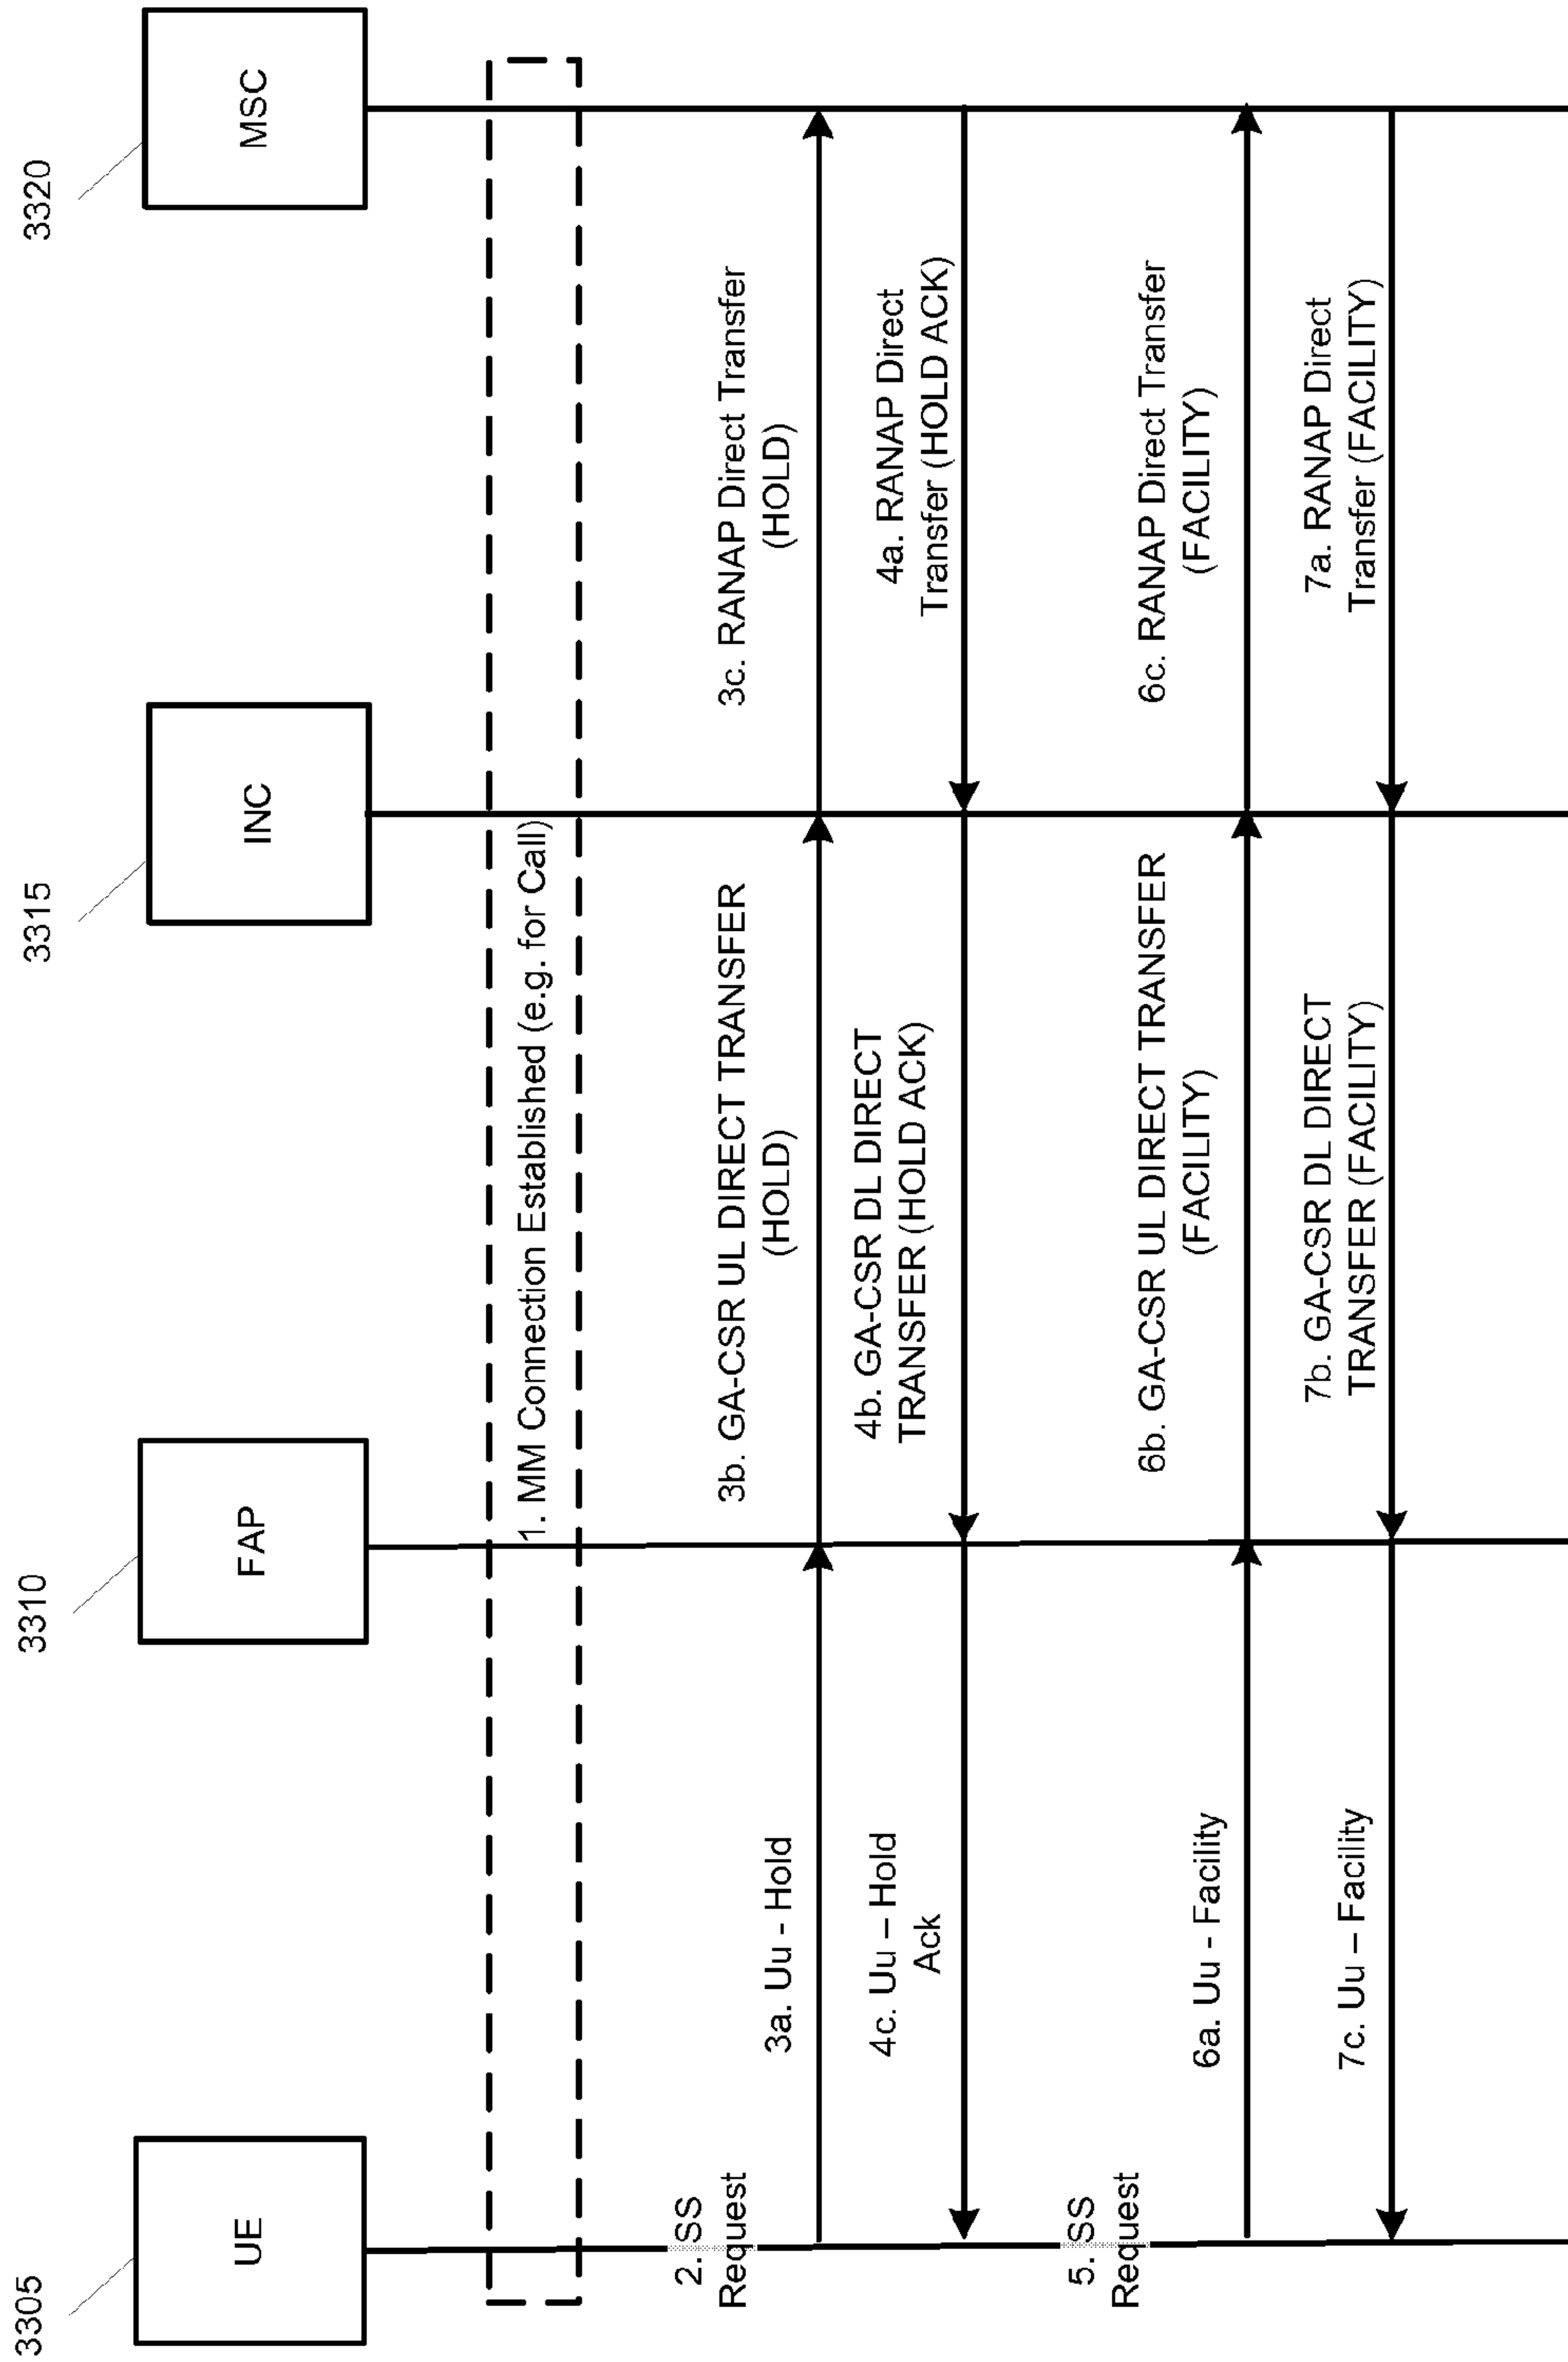 3305
3310
3315
3320
UE
FAP
INC
MSC
1. MM Connection Established (e.g. for Call)
2. SS
Request
3a. Uu - Hold
3b. GA-CSR UL DIRECT TRANSFER
(HOLD)
3c. RANAP Direct Transfer
(HOLD)
4a. RANAP Direct
Transfer (HOLD ACK)
4b. GA-CSR DL DIRECT
TRANSFER (HOLD ACK)
4c. Uu – Hold
Ack
5. SS
Request
6a. Uu - Facility
6b. GA-CSR UL DIRECT TRANSFER
(FACILITY)
6c. RANAP Direct Transfer
(FACILITY)
7a. RANAP Direct
Transfer (FACILITY)
7b. GA-CSR DL DIRECT
TRANSFER (FACILITY)
7c. Uu – Facility